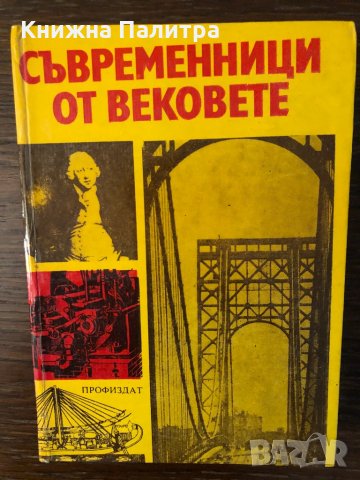 Книжна Палитра
СЪВРЕМЕННИЦИ
ОТ ВЕКОВЕТЕ
ПРОФИЗДАТ
BAZAR